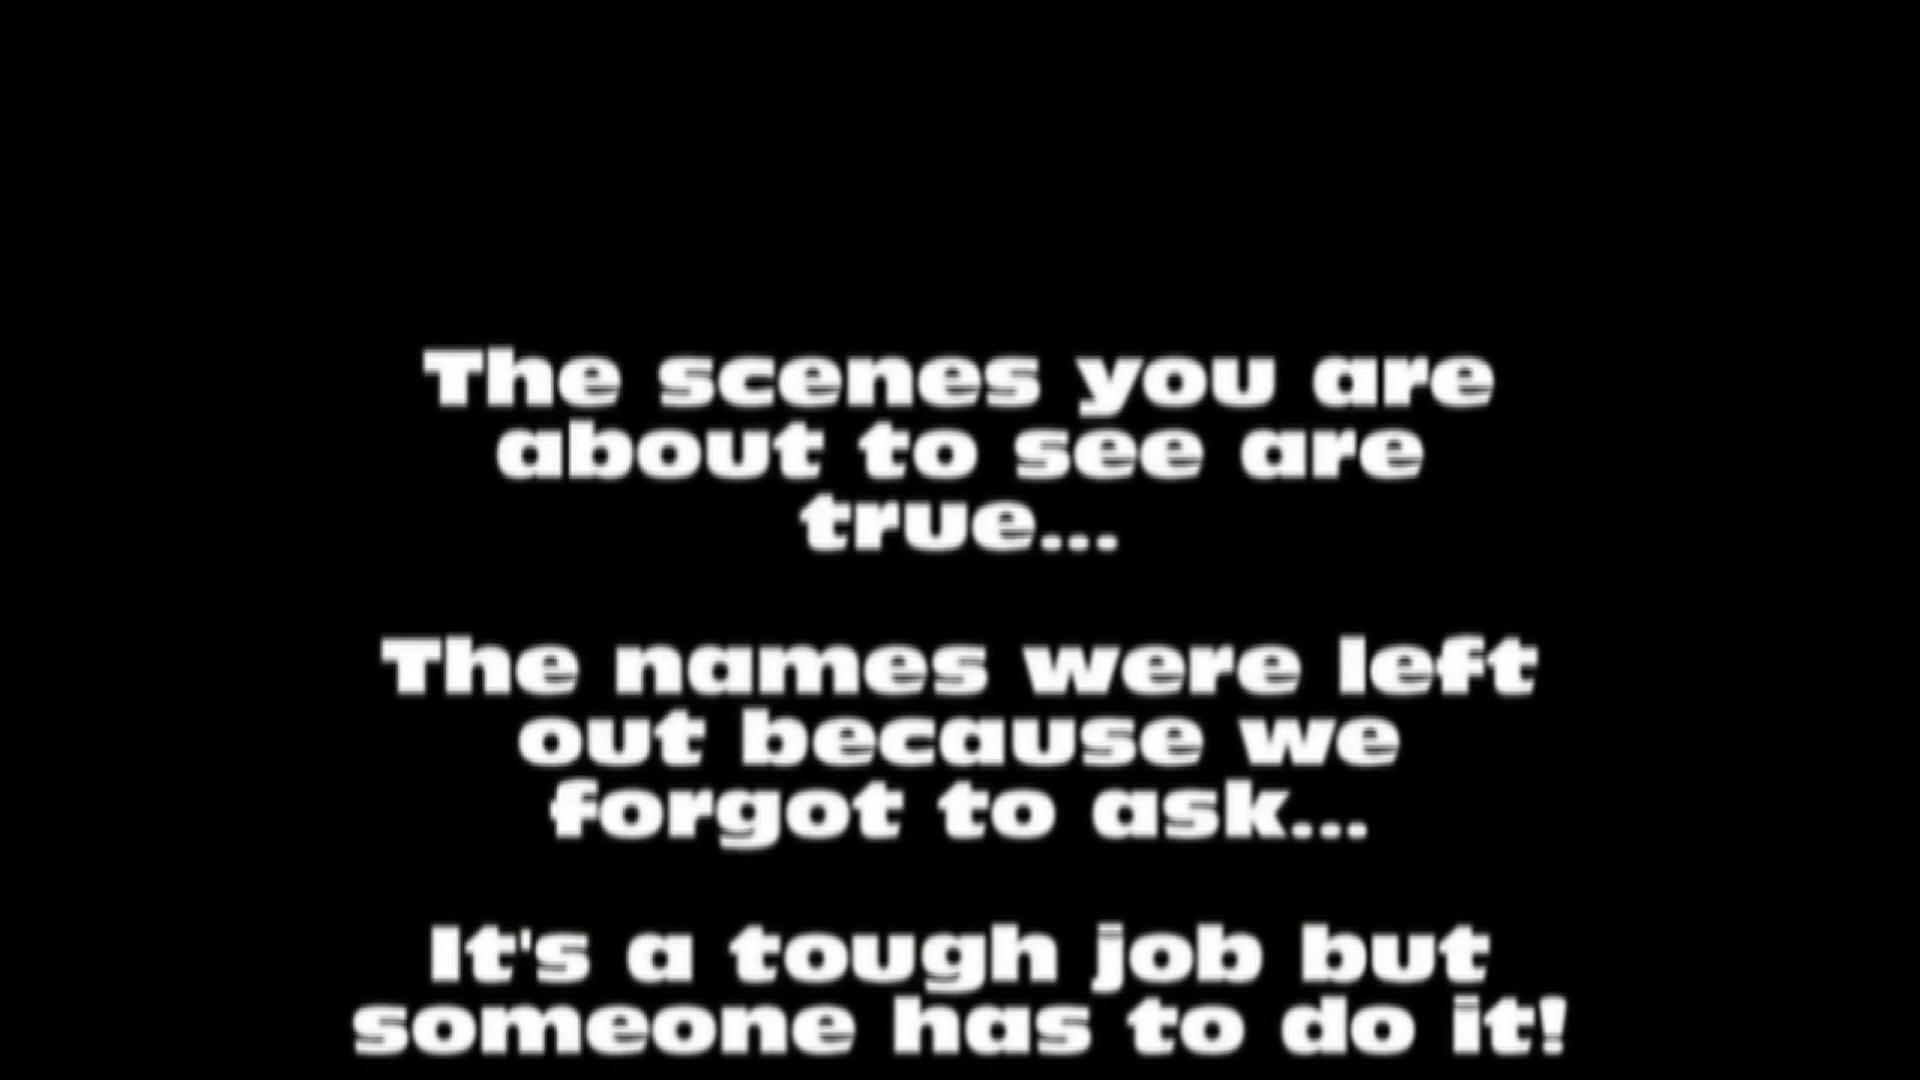 The scenes you are
about to see are
true...
The names were left
out because we
forgot to ask...
It's a tough job but
someone has to do it!